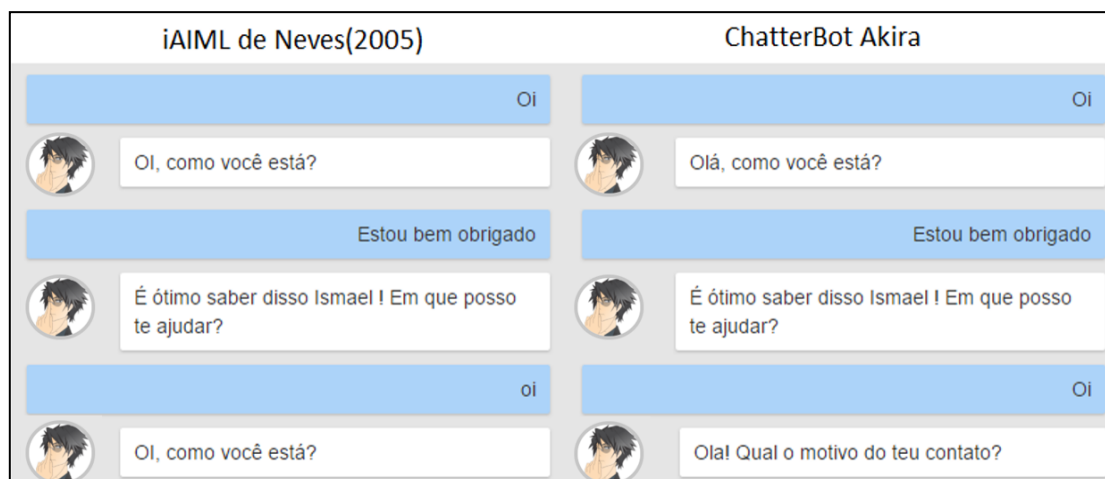 iAIML de Neves(2005)
Oi
OI, como você está?
Estou bem obrigado
É ótimo saber disso Ismael ! Em que posso
te ajudar?
oi
OI, como você está?
ChatterBot Akira
Oi
Olá, como você está?
Estou bem obrigado
É ótimo saber disso Ismael ! Em que posso
te ajudar?
Oi
Ola! Qual o motivo do teu contato?